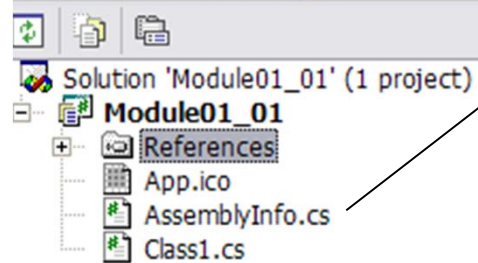 Solution 'Module01_01' (1 project)
Module01_01
References
App.ico
AssemblyInfo.cs
Class1.cs